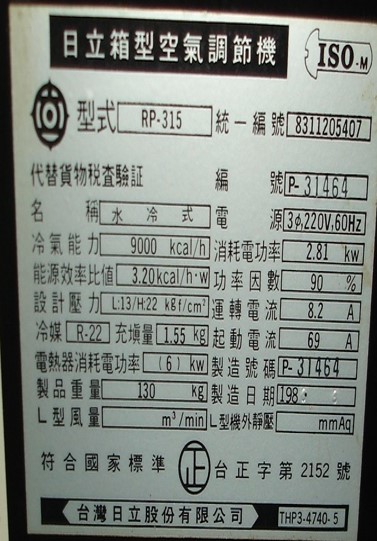 日立箱型空氣調節機 ISO-M
型式 RP-315 統一編號 8311205407
代替貨物稅查驗証 編號 P-31464
名稱 水冷式 電源 3ϕ,220V,60Hz
冷氣能力 9000 kcal/h 消耗電功率 2.81 kw
能源效率比值 3.20kcal/h·w 功率因數 90 %
設計壓力 L:13/H:22 kgf/cm² 運轉電流 8.2 A
冷媒 R-22 充填量 1.55 kg 起動電流 69 A
電熱器消耗電功率 (6) kw 製造號碼 P-31464
製品重量 130 kg 製造日期 198
L型風量 m³/min L型機外靜壓 mmAq
符合國家標準 正 台正字第 2152 號
台灣日立股份有限公司 THP3-4740-5